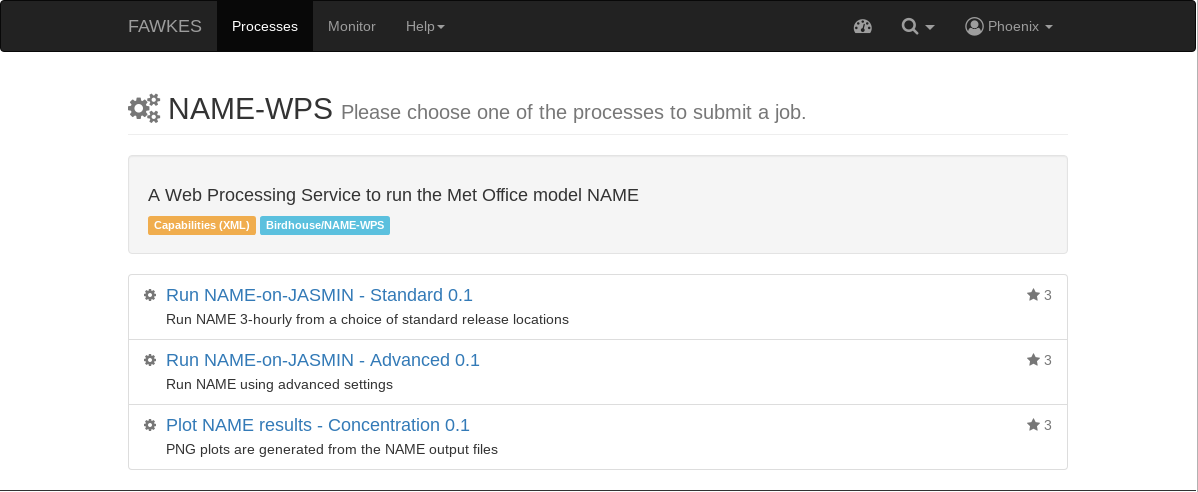 FAWKES Processes Monitor Help Phoenix
NAME-WPS Please choose one of the processes to submit a job.
A Web Processing Service to run the Met Office model NAME
Capabilities (XML) Birdhouse/NAME-WPS
Run NAME-on-JASMIN - Standard 0.1 3
Run NAME 3-hourly from a choice of standard release locations
Run NAME-on-JASMIN - Advanced 0.1 3
Run NAME using advanced settings
Plot NAME results - Concentration 0.1 3
PNG plots are generated from the NAME output files